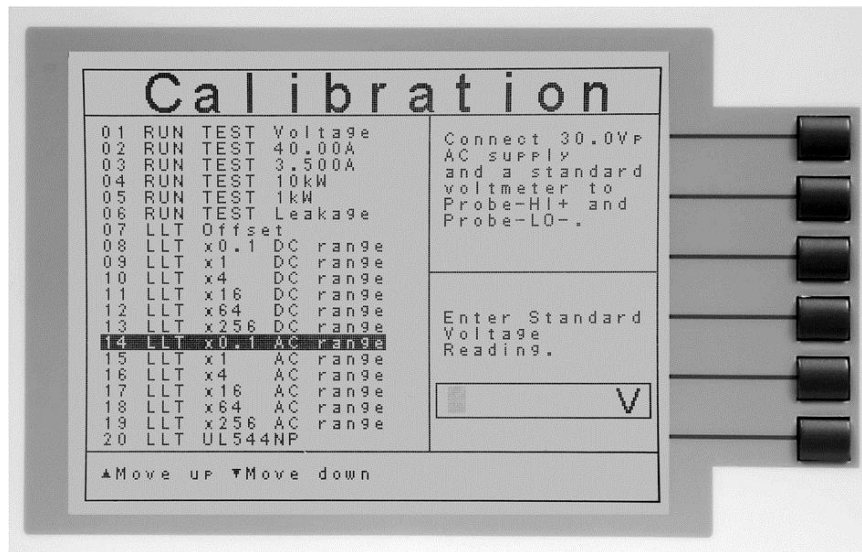 Calibration
01 RUN TEST Voltage
02 RUN TEST 40.00A
03 RUN TEST 3.500A
04 RUN TEST 10kW
05 RUN TEST 1kW
06 RUN TEST Leakage
07 LLT Offset
08 LLT x0.1 DC range
09 LLT x1 DC range
10 LLT x4 DC range
11 LLT x16 DC range
12 LLT x64 DC range
13 LLT x256 DC range
14 LLT x0.1 AC range
15 LLT x1 AC range
16 LLT x4 AC range
17 LLT x16 AC range
18 LLT x64 AC range
19 LLT x256 AC range
20 LLT UL544NP
Connect 30.0Vp
AC supply
and a standard
voltmeter to
Probe-HI+ and
Probe-LO-.
Enter Standard
Voltage
Reading.
V
▲Move up ▼Move down